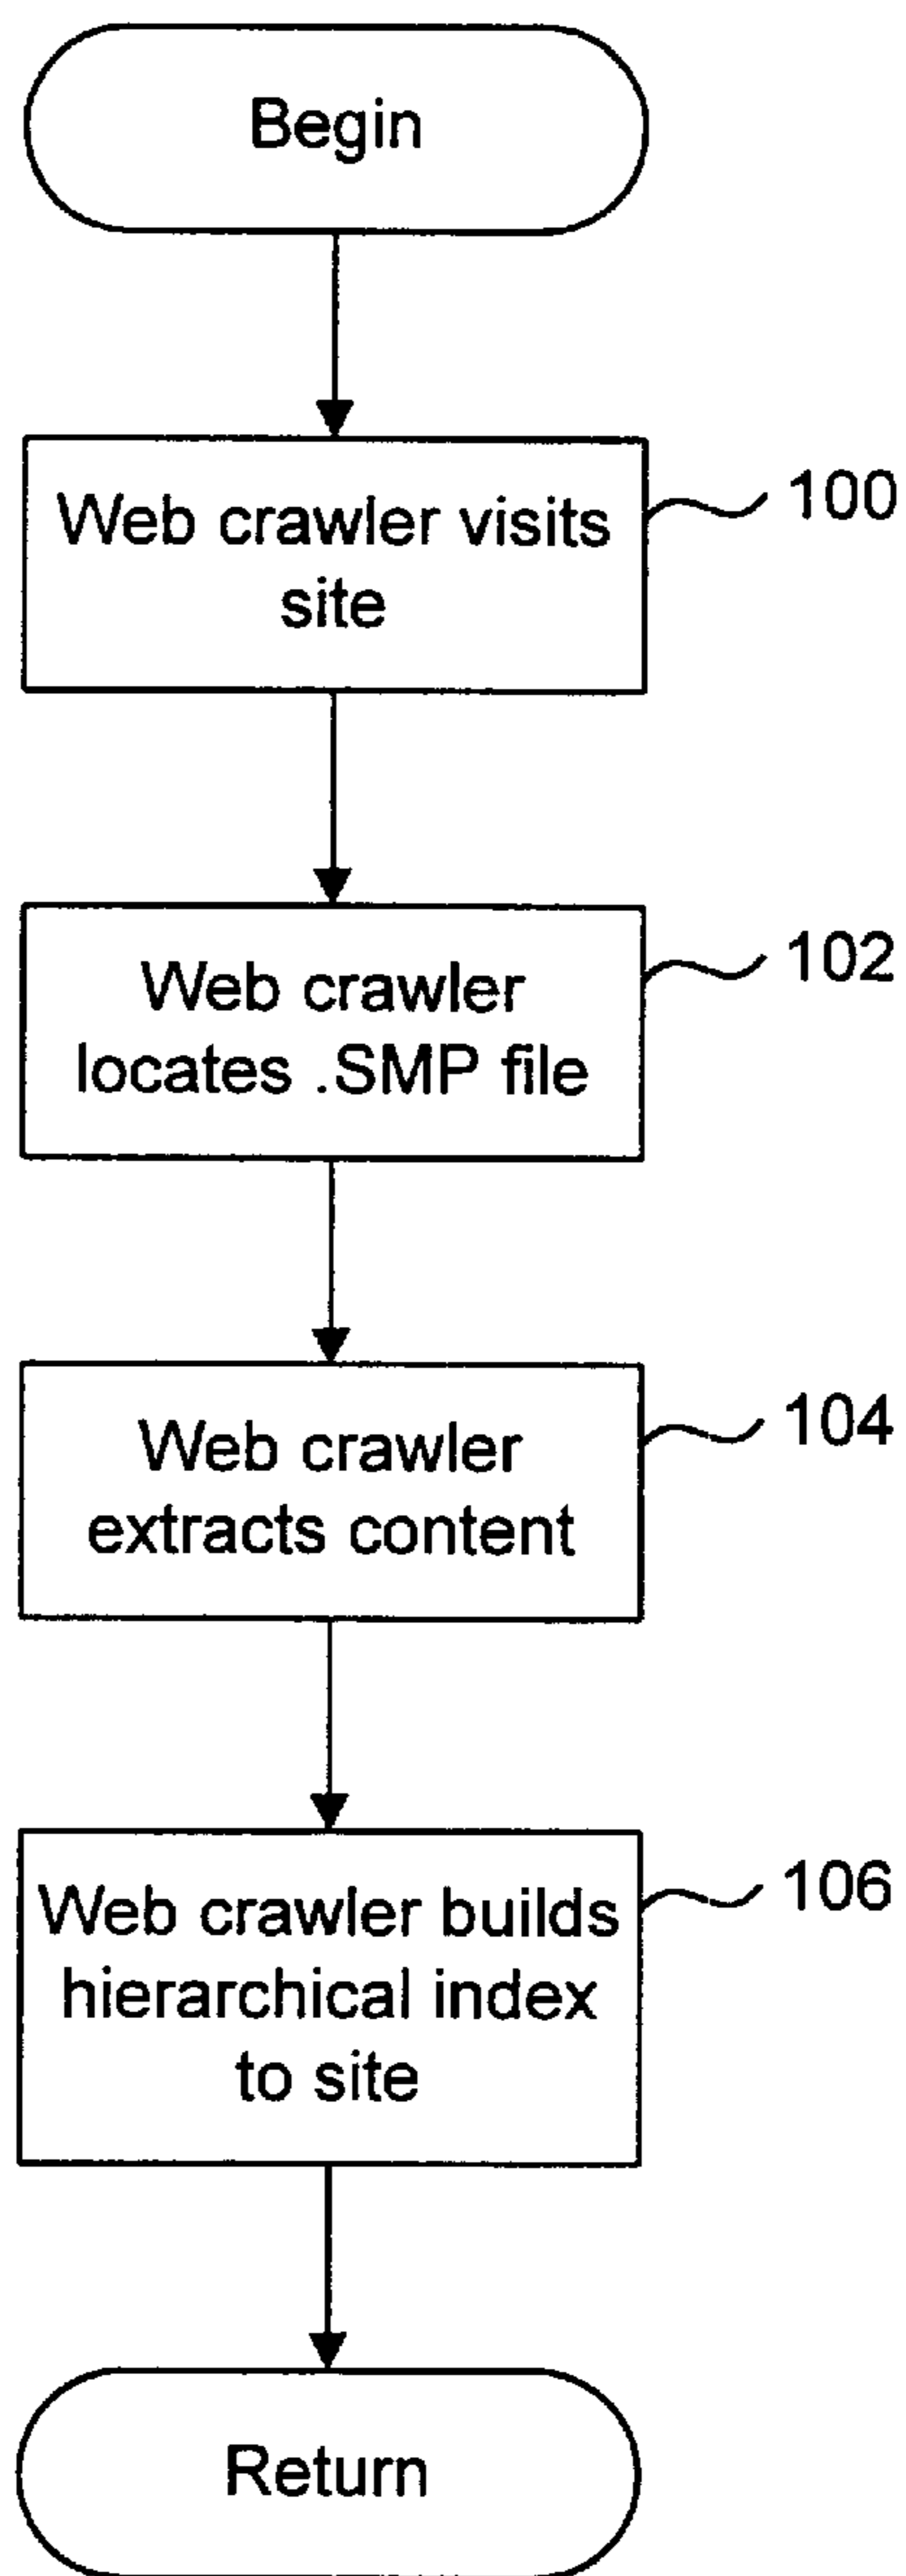 Begin
Web crawler visits
site
100
Web crawler
locates .SMP file
102
Web crawler
extracts content
104
Web crawler builds
hierarchical index
to site
106
Return